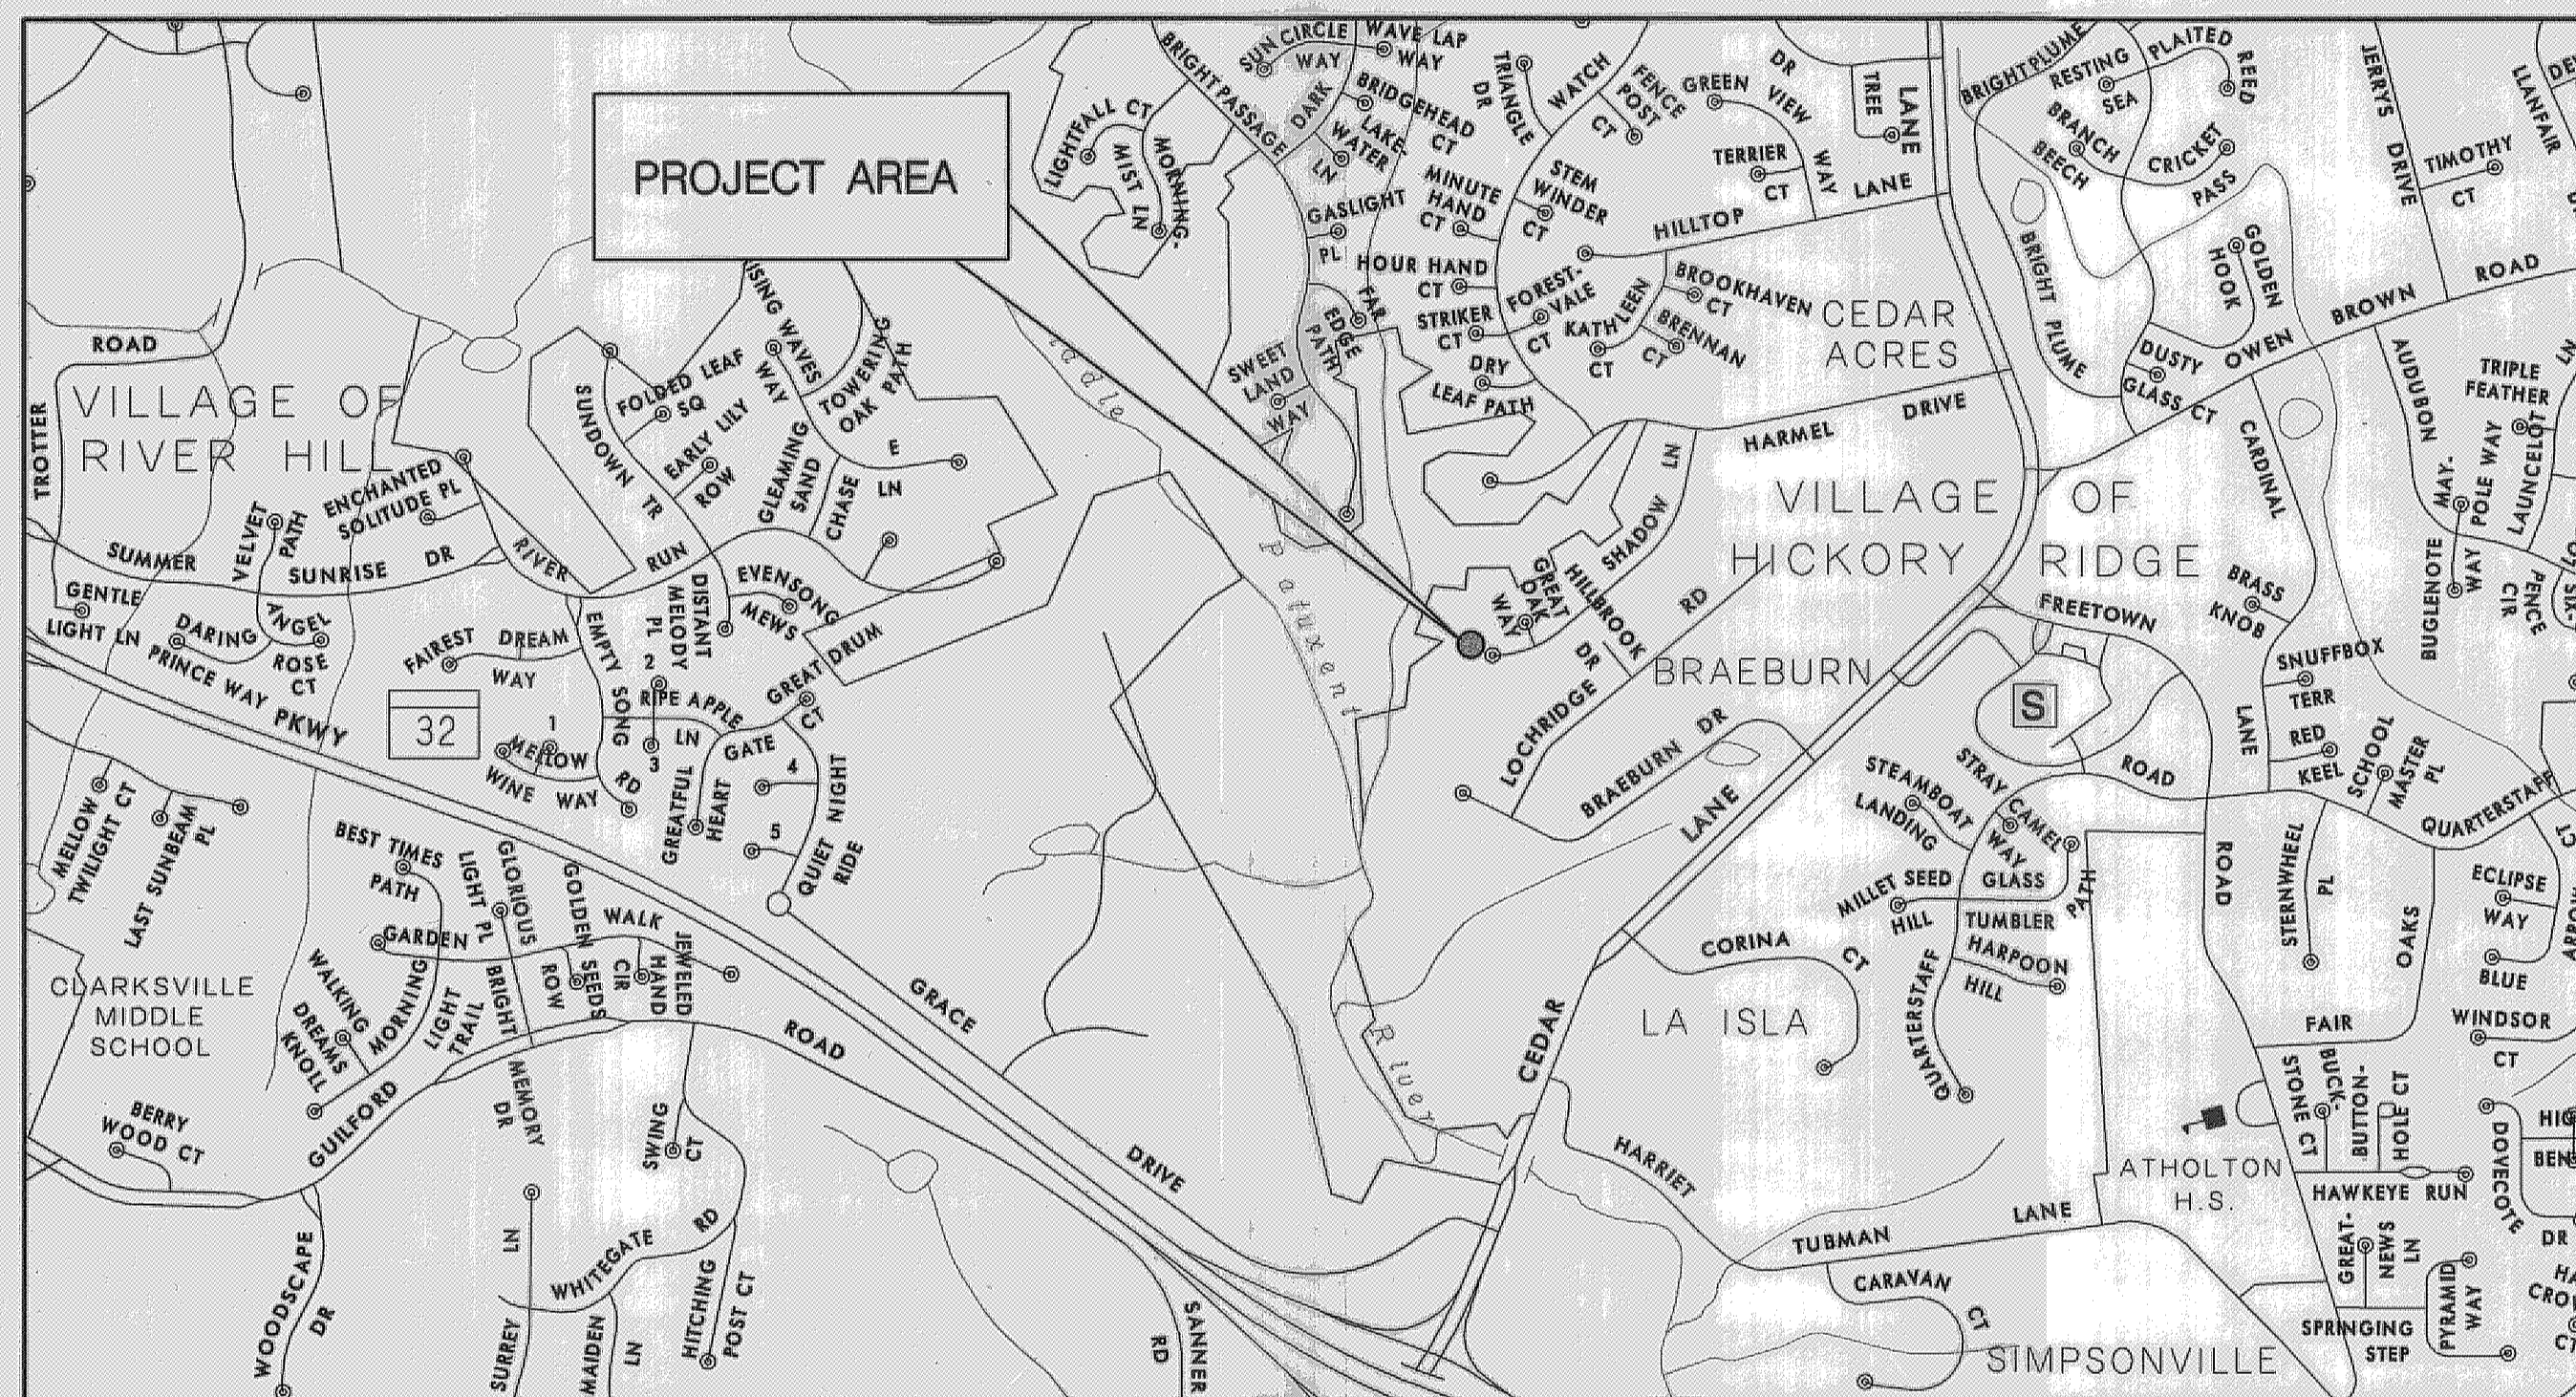 PROJECT AREA
SUN CIRCLE
WAY
WAVE LAP
WAY
BRIGHT PASSAGE
DARK
WATER
LN
BRIDGEHEAD
CT
LAKE-
LIGHTFALL CT
MORNING-
MIST LN
TRIANGLE
DR
WATCH
FENCE
POST
CT
GREEN
VIEW
WAY
DR
TREE
LANE
TERRIER
CT
HILLTOP
LANE
GASLIGHT
PL
MINUTE
HAND
CT
STEM
WINDER
CT
HOUR HAND
CT
FOREST-
VALE
CT
STRIKER
CT
KATHLEEN
CT
BROOKHAVEN
CT
BRENNAN
CT
DRY
LEAF PATH
FAR
EDGE
PATH
SWEET
LAND
WAY
CEDAR
ACRES
HARMEL
DRIVE
BRIGHT PLUME
BRIGHT PLUME
RESTING
SEA
PLAITED
REED
BRANCH
BEECH
CRICKET
PASS
GOLDEN
HOOK
DUSTY
GLASS CT
OWEN
BROWN
ROAD
JERRYS
DRIVE
TIMOTHY
CT
LLANFAIR
AUDUBON
TRIPLE
FEATHER
LN
MAY-
POLE WAY
LAUNCELOT
CARDINAL
LANE
BUGLENOTE
WAY
PENCE
CIR
ROAD
TROTTER
VILLAGE OF
RIVER HILL
ENCHANTED
SOLITUDE PL
VELVET
PATH
SUMMER
SUNRISE
DR
GENTLE
LIGHT LN
DARING
PRINCE WAY
ANGEL
ROSE
CT
PKWY
32
FAIREST
DREAM
WAY
RIVER
RUN
SUNDOWN
TR
FOLDED LEAF
SQ
EARLY LILY
ROW
ISING WAVES
WAY
TOWERING
OAK PATH
GLEAMING
SAND
CHASE
E
LN
EVENSONG
MEWS
DISTANT
MELODY
PL
EMPTY
SONG
RD
GREAT DRUM
CT
RIPE APPLE
LN
GATE
GREATFUL
HEART
QUIET NIGHT
RIDE
MELLOW
WINE WAY
1
2
3
4
5
MELLOW
TWILIGHT CT
LAST SUNBEAM
PL
BEST TIMES
PATH
LIGHT PL
GLORIOUS
GOLDEN
SEEDS
ROW
WALK
GARDEN
JEWELED
HAND
CIR
WALKING
DREAMS
KNOLL
MORNING
LIGHT
TRAIL
BRIGHT
MEMORY
DR
CLARKSVILLE
MIDDLE
SCHOOL
BERRY
WOOD CT
GUILFORD
ROAD
GRACE
DRIVE
SWING
CT
WHITEGATE
RD
HITCHING
POST CT
WOODSCAPE
DR
SURREY
LN
MAIDEN
LN
SANNER
RD
Patuxent
River
VILLAGE OF
HICKORY RIDGE
SHADOW
LN
GREAT
OAK
WAY
HILLBROOK
DR
RD
BRAEBURN
LOCHRIDGE
BRAEBURN DR
CEDAR
LANE
FREETOWN
ROAD
BRASS
KNOB
SNUFFBOX
TERR
RED
KEEL
SCHOOL
MASTER
PL
S
STRAY CAMEL
WAY
STEAMBOAT
LANDING
MILLET SEED
HILL
GLASS
TUMBLER
PATH
HARPOON
HILL
QUARTERSTAFF
QUARTERSTAFF
STERNWHEEL
PL
ROAD
OAKS
FAIR
ECLIPSE
WAY
BLUE
WINDSOR
CT
CORINA
CT
LA ISLA
BUCK-
STONE CT
BUTTON-
HOLE CT
HAWKEYE RUN
DOVECOTE
DR
ATHOLTON
H.S.
HARRIET
TUBMAN
LANE
CARAVAN
CT
SIMPSONVILLE
GREAT-
NEWS
LN
PYRAMID
WAY
SPRINGING
STEP